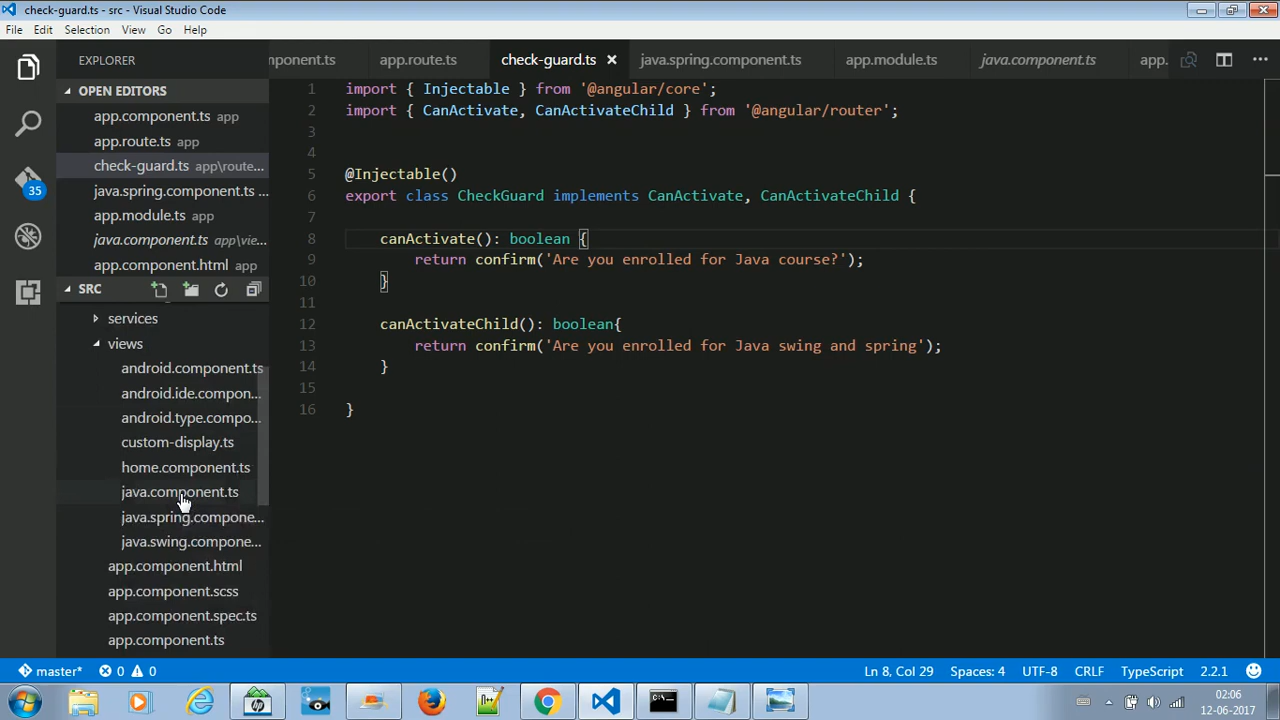 check-guard.ts - src - Visual Studio Code
File Edit Selection View Go Help
EXPLORER
OPEN EDITORS
app.component.ts app
app.route.ts app
check-guard.ts app\route...
java.spring.component.ts ...
app.module.ts app
java.component.ts app\vie...
app.component.html app
SRC
services
views
android.component.ts
android.ide.compon...
android.type.compo...
custom-display.ts
home.component.ts
java.component.ts
java.spring.compone...
java.swing.compone...
app.component.html
app.component.scss
app.component.spec.ts
app.component.ts
35
nponent.ts app.route.ts check-guard.ts java.spring.component.ts app.module.ts java.component.ts app.
1 import { Injectable } from '@angular/core';
2 import { CanActivate, CanActivateChild } from '@angular/router';
3
4
5 @Injectable()
6 export class CheckGuard implements CanActivate, CanActivateChild {
7
8 canActivate(): boolean {
9 return confirm('Are you enrolled for Java course?');
10 }
11
12 canActivateChild(): boolean{
13 return confirm('Are you enrolled for Java swing and spring');
14 }
15
16 }
master* 0 0 Ln 8, Col 29 Spaces: 4 UTF-8 CRLF TypeScript 2.2.1
02:06
12-06-2017